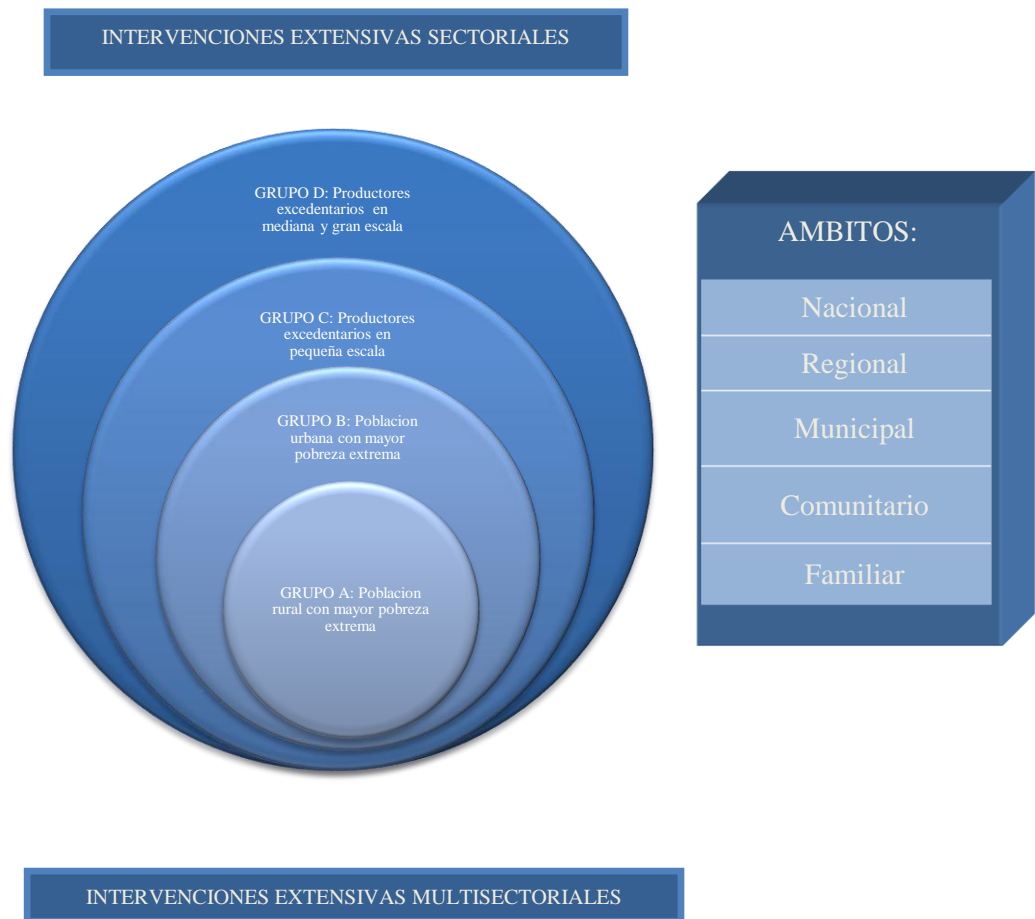 INTERVENCIONES EXTENSIVAS SECTORIALES
GRUPO D: Productores
excedentarios en
mediana y gran escala
GRUPO C: Productores
excedentarios en
pequeña escala
GRUPO B: Poblacion
urbana con mayor
pobreza extrema
GRUPO A: Poblacion
rural con mayor pobreza
extrema
AMBITOS:
Nacional
Regional
Municipal
Comunitario
Familiar
INTERVENCIONES EXTENSIVAS MULTISECTORIALES